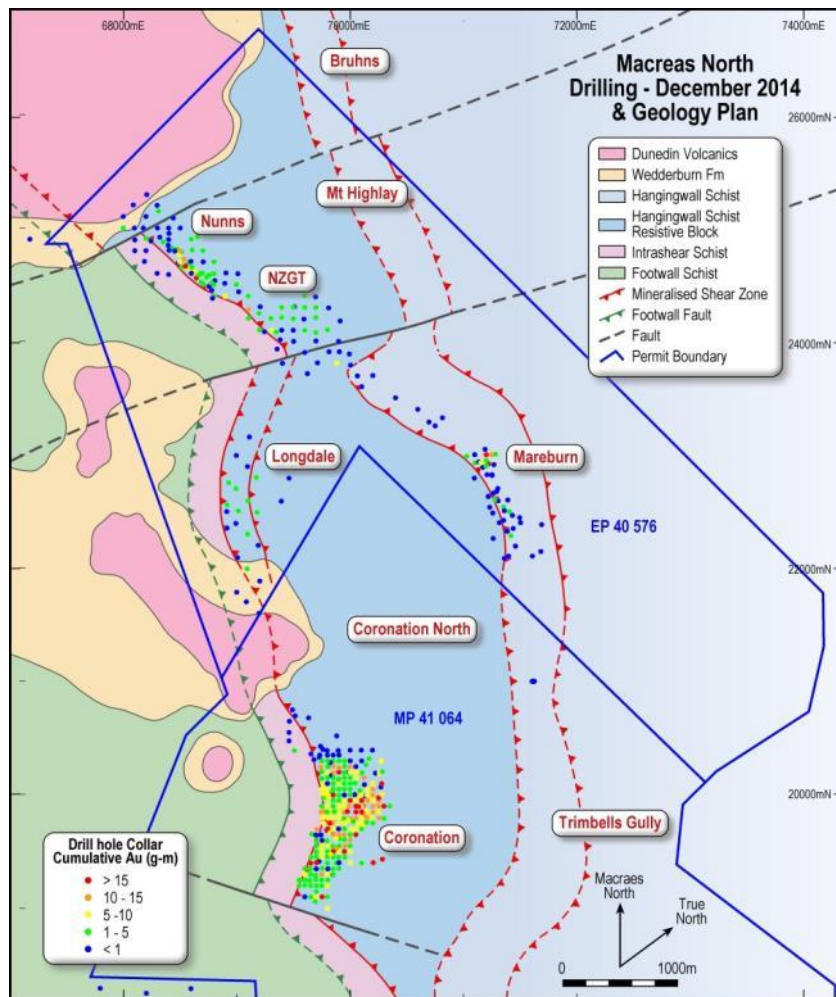 68000mE
70000mE
72000mE
74000mE
Bruhns
Macreas North
Drilling - December 2014
& Geology Plan
26000mN
Dunedin Volcanics
Wedderburn Fm
Hangingwall Schist
Hangingwall Schist
Resistive Block
Intrashear Schist
Footwall Schist
Mineralised Shear Zone
Footwall Fault
Fault
Permit Boundary
Mt Highlay
Nunns
NZGT
24000mN
Longdale
Mareburn
EP 40 576
22000mN
Coronation North
MP 41 064
20000mN
Coronation
Trimbells Gully
Drill hole Collar
Cumulative Au (g-m)
> 15
10 - 15
5 -10
1 - 5
< 1
Macraes
North
True
North
0
1000m